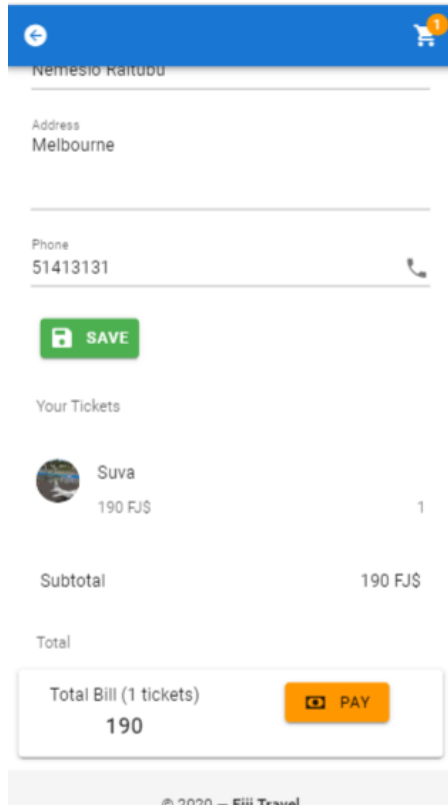 1
Nemesio Raitubu
Address
Melbourne
Phone
51413131
SAVE
Your Tickets
Suva
190 FJ$ 1
Subtotal 190 FJ$
Total
Total Bill (1 tickets)
190
PAY
© 2020 — Fiji Travel